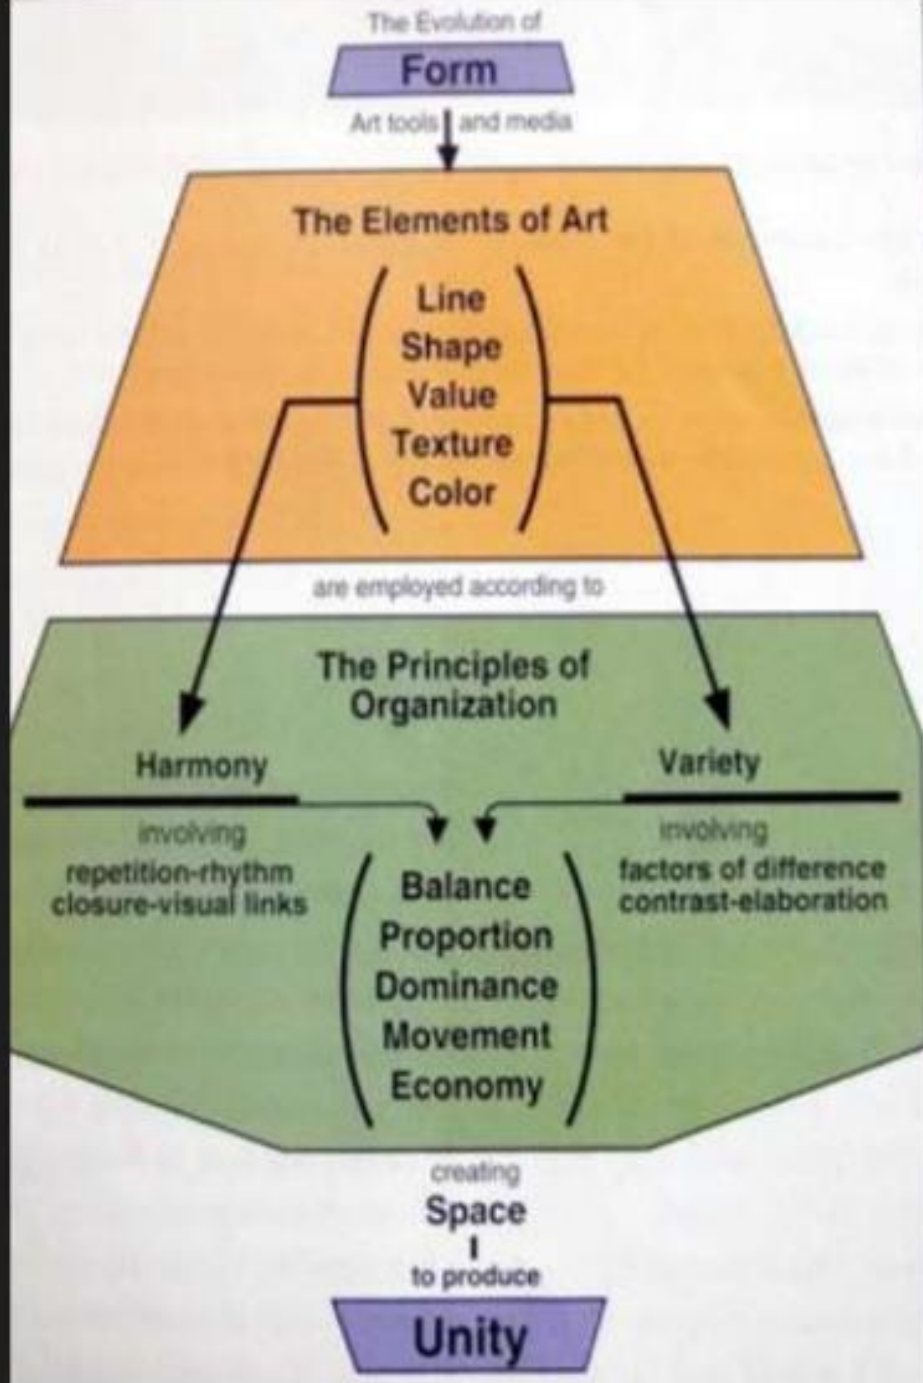 The Evolution of
Form
Art tools and media
The Elements of Art
Line
Shape
Value
Texture
Color
are employed according to
The Principles of
Organization
Harmony
Variety
involving
repetition-rhythm
closure-visual links
involving
factors of difference
contrast-elaboration
Balance
Proportion
Dominance
Movement
Economy
creating
Space
to produce
Unity